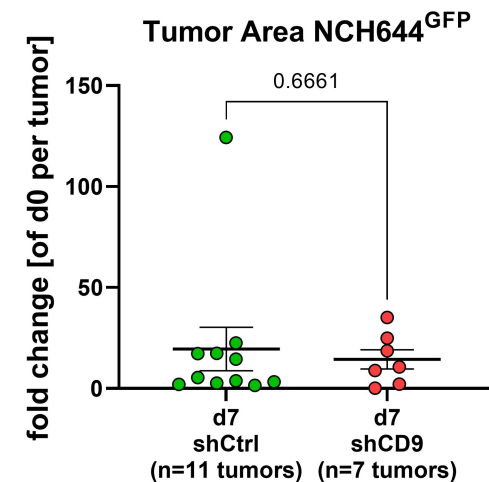 Tumor Area NCH644GFP
fold change [of d0 per tumor]
150
100
50
0
0.6661
d7
shCtrl
(n=11 tumors)
d7
shCD9
(n=7 tumors)